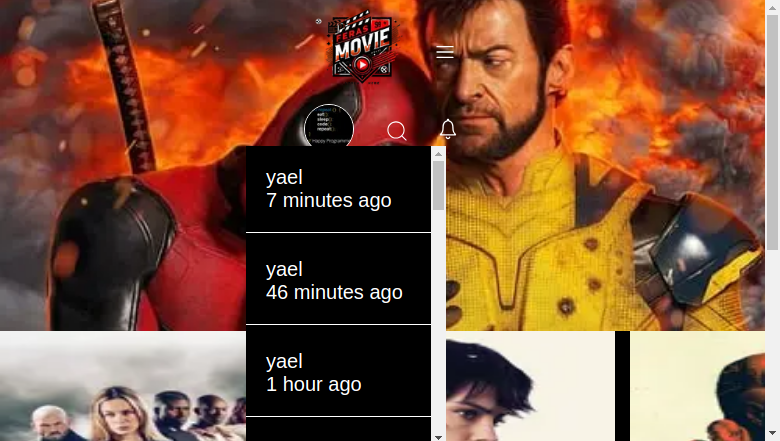 FERAS
MOVIE
eat(
sleep(
code(
repeat(
Happy Programming
yael
7 minutes ago
yael
46 minutes ago
yael
1 hour ago